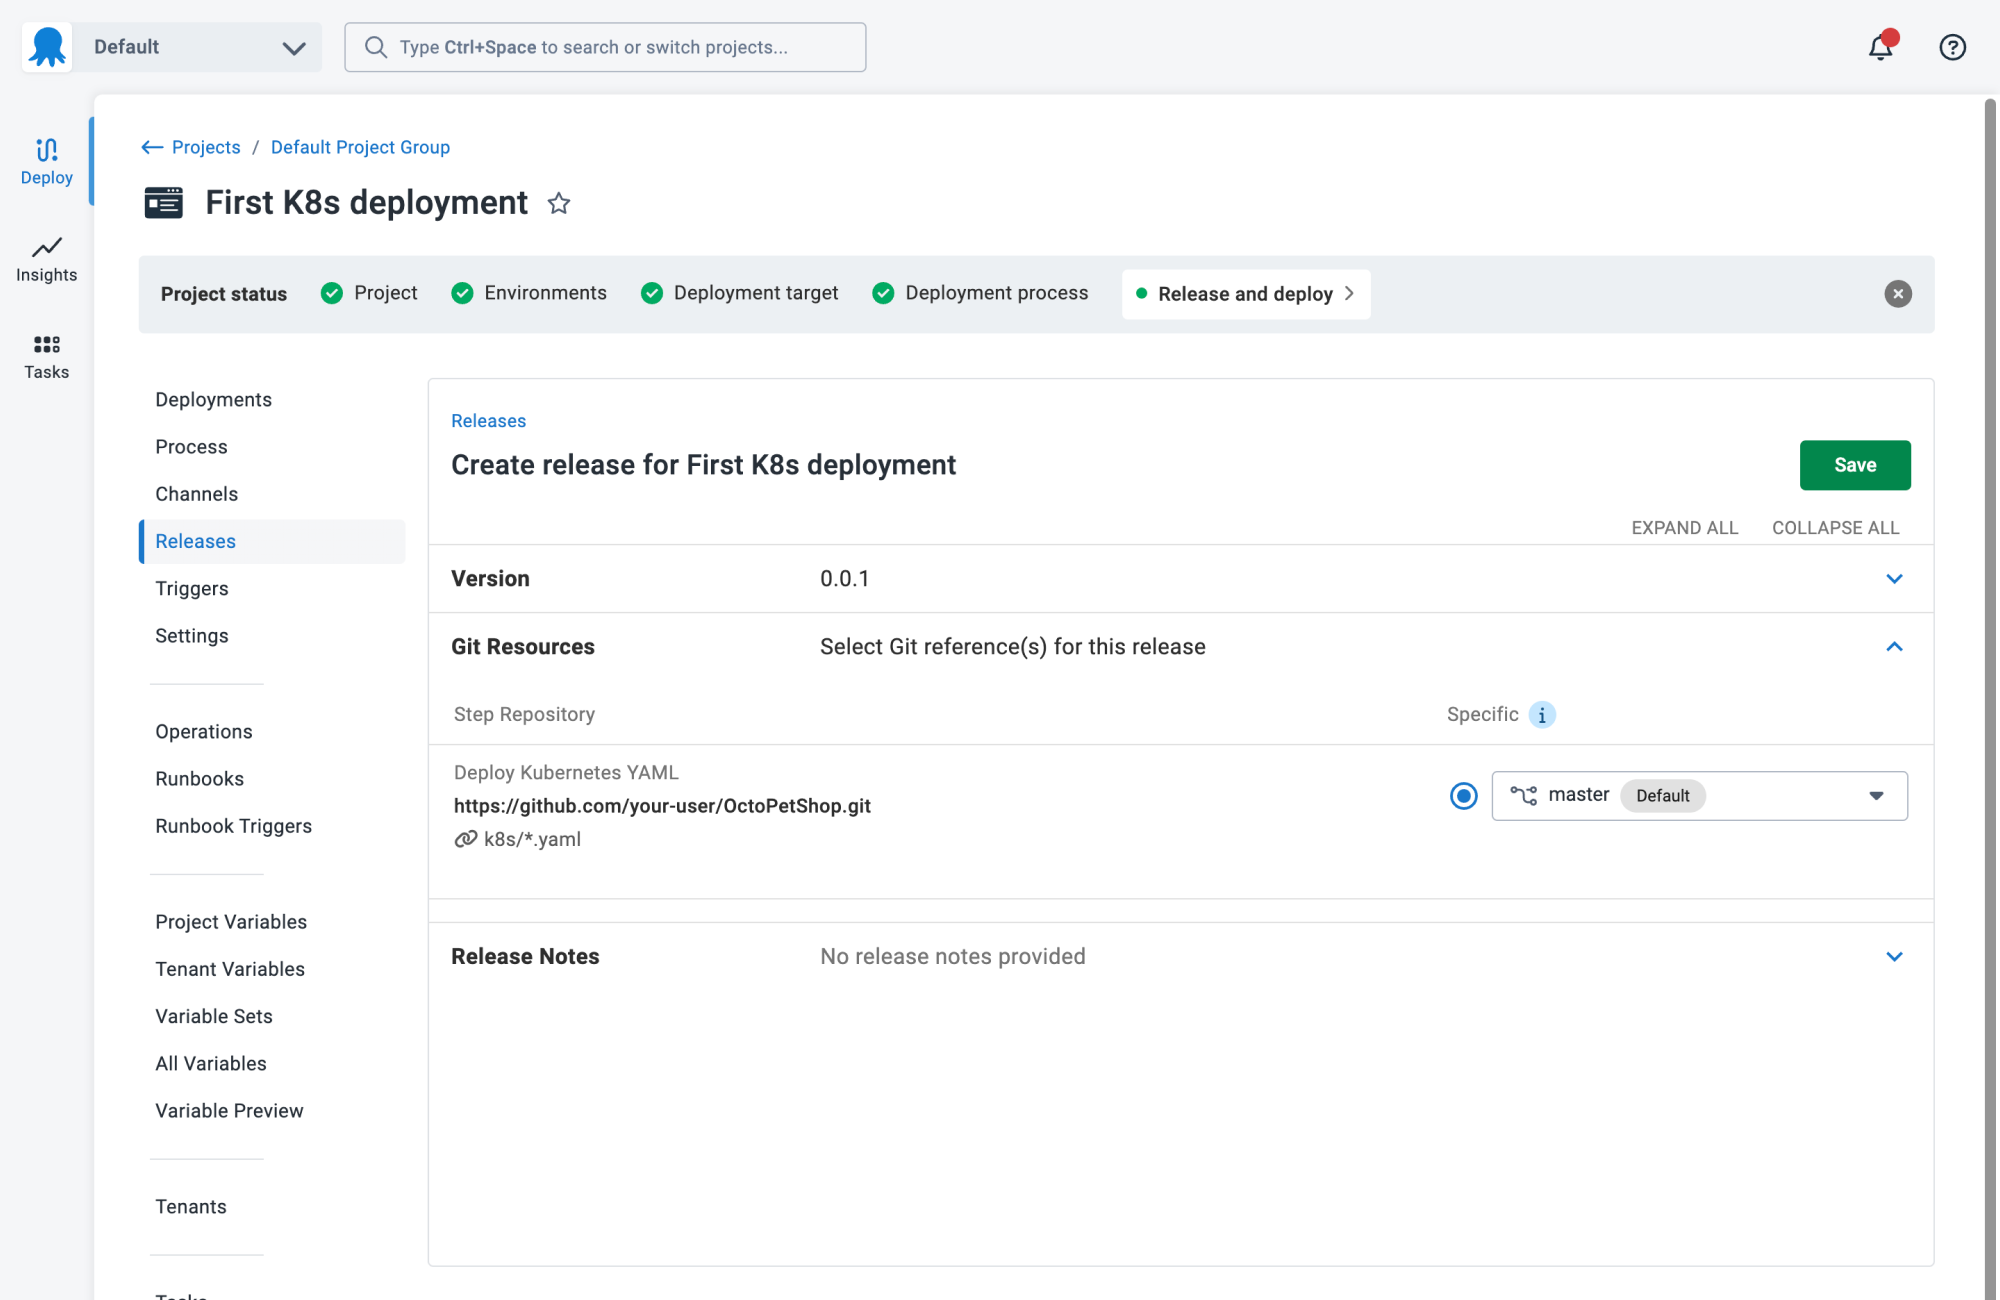 Default
Type Ctrl+Space to search or switch projects...
Deploy
Insights
Tasks
Projects / Default Project Group
First K8s deployment
Project status Project Environments Deployment target Deployment process Release and deploy
Deployments
Process
Channels
Releases
Triggers
Settings
Operations
Runbooks
Runbook Triggers
Project Variables
Tenant Variables
Variable Sets
All Variables
Variable Preview
Tenants
Tasks
Releases
Create release for First K8s deployment
Save
EXPAND ALL COLLAPSE ALL
Version 0.0.1
Git Resources Select Git reference(s) for this release
Step Repository Specific
Deploy Kubernetes YAML
https://github.com/your-user/OctoPetShop.git
k8s/*.yaml
master Default
Release Notes No release notes provided